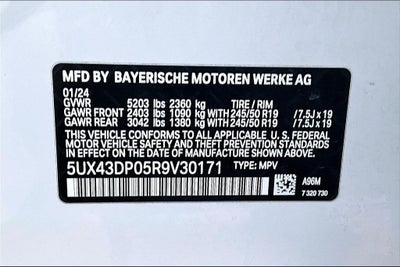 MFD BY BAYERISCHE MOTOREN WERKE AG
01/24
GVWR 5203 lbs 2360 kg TIRE / RIM
GAWR FRONT 2403 lbs 1090 kg WITH 245/50 R19 / 7.5J x 19
GAWR REAR 3042 lbs 1380 kg WITH 245/50 R19 / 7.5J x 19
THIS VEHICLE CONFORMS TO ALL APPLICABLE U. S. FEDERAL
MOTOR VEHICLE SAFETY STANDARDS IN EFFECT
ON THE DATE OF MANUFACTURE SHOWN ABOVE.
5UX43DP05R9V30171 TYPE: MPV
A96M
7 320 730